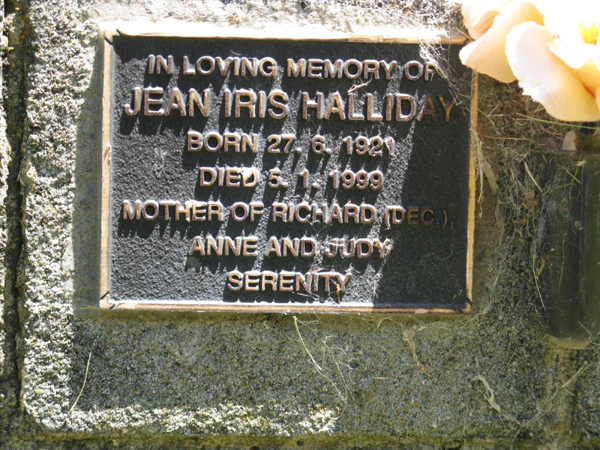 IN LOVING MEMORY OF
JEAN IRIS HALLIDAY
BORN 27. 6. 1921
DIED 5. 1. 1999
MOTHER OF RICHARD (DEC.),
ANNE AND JUDY
SERENITY